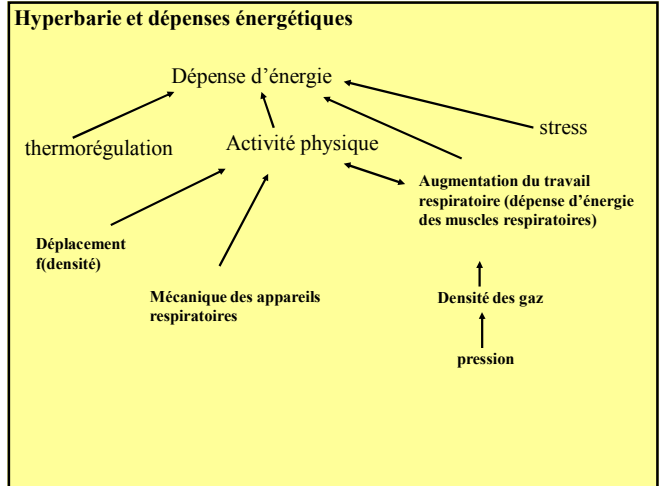 Hyperbarie et dépenses énergétiques
Dépense d'énergie
stress
thermorégulation
Activité physique
Augmentation du travail
respiratoire (dépense d'énergie
des muscles respiratoires)
Déplacement
f(densité)
Mécanique des appareils
respiratoires
Densité des gaz
pression